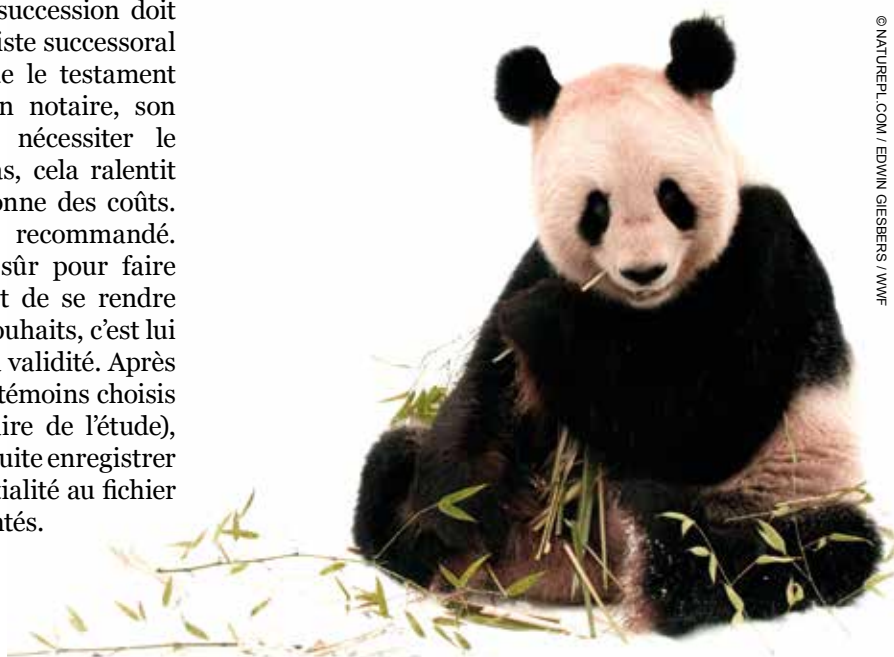 succession doit
iste successoral
e le testament
n notaire, son
nécessiter le
s, cela ralentit
onne des coûts.
recommandé.
sûr pour faire
t de se rendre
ouhaits, c’est lui
validité. Après
témoins choisis
ire de l’étude),
uite enregistrer
tialité au fichier
ntés.
© NATUREPL.COM / EDWIN GIESBERS / WWF